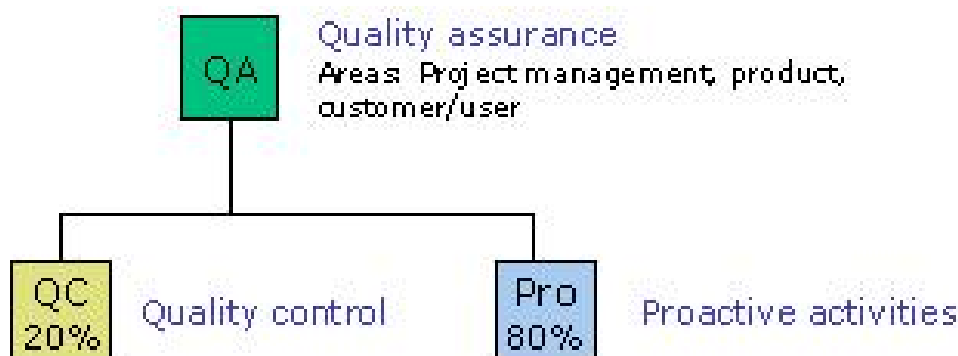 QA
Quality assurance
Areas: Project management, product,
customer/user
QC
20%
Quality control
Pro
80%
Proactive activities